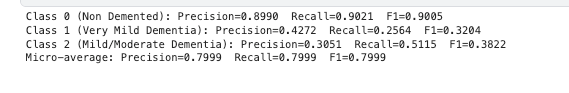 Class 0 (Non Demented): Precision=0.8990 Recall=0.9021 F1=0.9005
Class 1 (Very Mild Dementia): Precision=0.4272 Recall=0.2564 F1=0.3204
Class 2 (Mild/Moderate Dementia): Precision=0.3051 Recall=0.5115 F1=0.3822
Micro-average: Precision=0.7999 Recall=0.7999 F1=0.7999